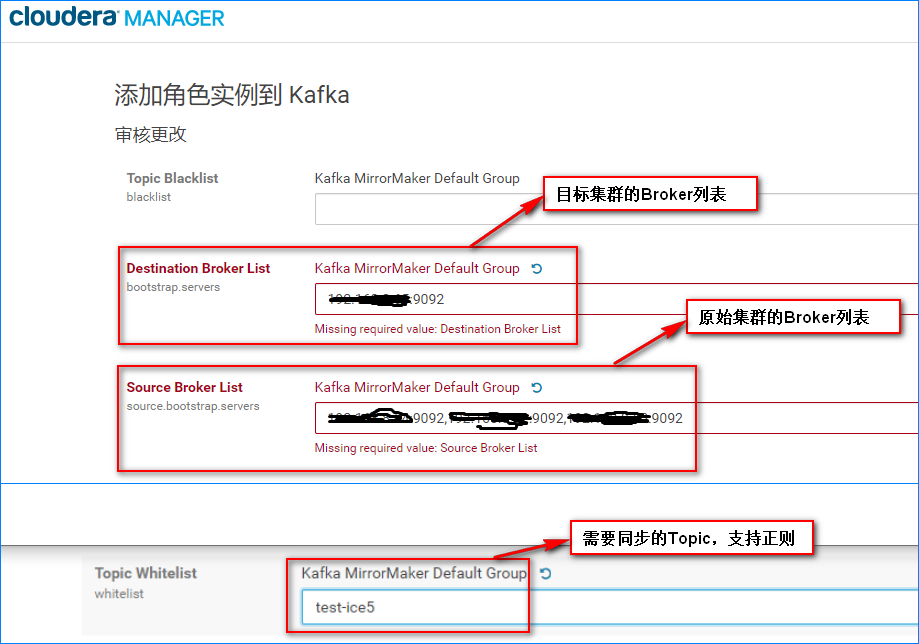 cloudera MANAGER
添加角色实例到 Kafka
审核更改
Topic Blacklist
blacklist
Kafka MirrorMaker Default Group
目标集群的Broker列表
Destination Broker List
bootstrap.servers
Kafka MirrorMaker Default Group
:9092
Missing required value: Destination Broker List
原始集群的Broker列表
Source Broker List
source.bootstrap.servers
Kafka MirrorMaker Default Group
:9092, :9092, :9092
Missing required value: Source Broker List
需要同步的Topic，支持正则
Topic Whitelist
whitelist
Kafka MirrorMaker Default Group
test-ice5